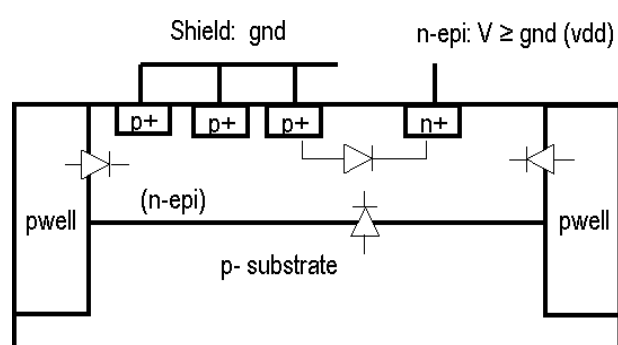 Shield: gnd
n-epi: V ≥ gnd (vdd)
p+ p+ p+ n+
(n-epi)
pwell pwell
p- substrate